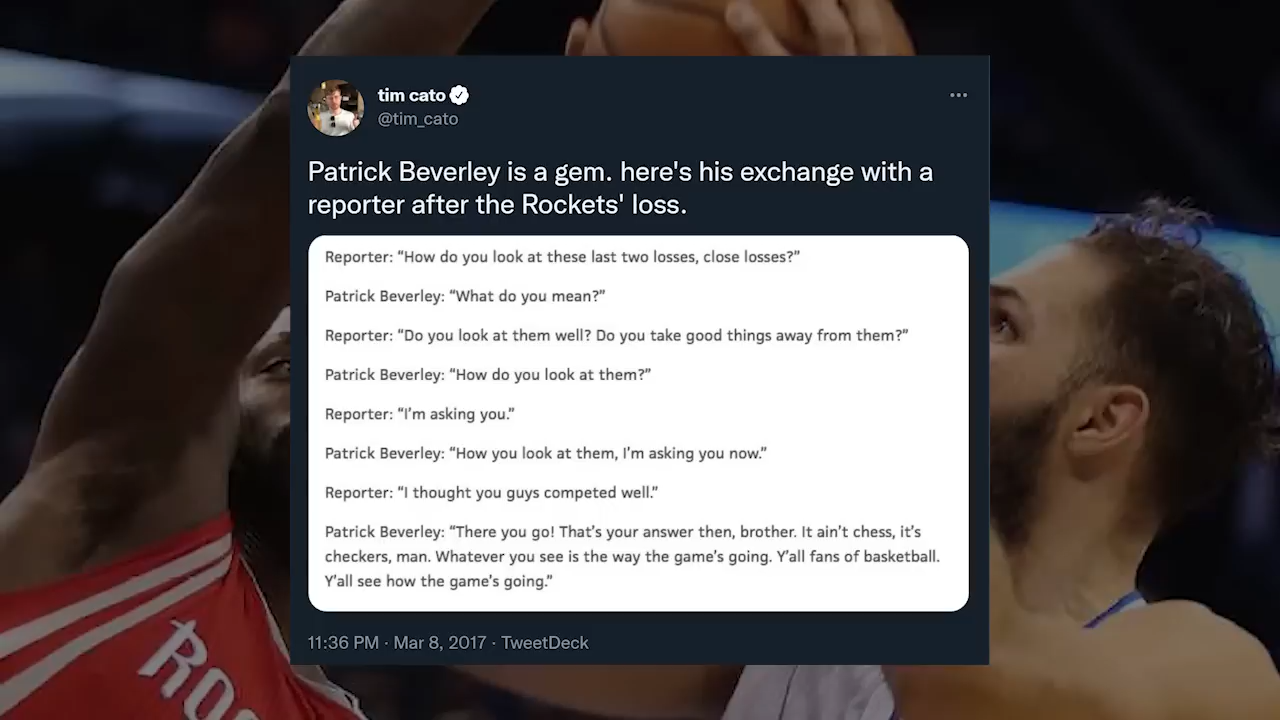 tim cato
@tim_cato
Patrick Beverley is a gem. here's his exchange with a
reporter after the Rockets' loss.
Reporter: “How do you look at these last two losses, close losses?”
Patrick Beverley: “What do you mean?”
Reporter: “Do you look at them well? Do you take good things away from them?”
Patrick Beverley: “How do you look at them?”
Reporter: “I’m asking you.”
Patrick Beverley: “How you look at them, I’m asking you now.”
Reporter: “I thought you guys competed well.”
Patrick Beverley: “There you go! That’s your answer then, brother. It ain’t chess, it’s
checkers, man. Whatever you see is the way the game’s going. Y’all fans of basketball.
Y’all see how the game’s going.”
11:36 PM · Mar 8, 2017 · TweetDeck